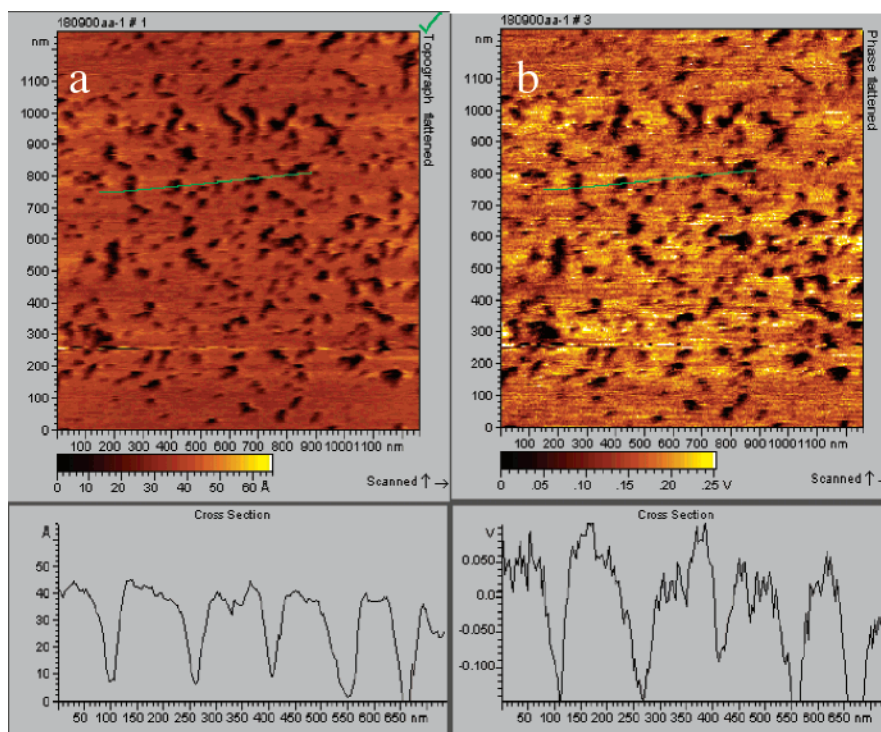 180900aa-1 # 1
nm
a
Topograph flattened
1100
1000
900
800
700
600
500
400
300
200
100
0
100 200 300 400 500 600 700 800 900 1000 1100 nm
0 10 20 30 40 50 60 Å
Scanned ↑ →
180900aa-1 # 3
nm
b
Phase flattened
1100
1000
900
800
700
600
500
400
300
200
100
0
100 200 300 400 500 600 700 800 900 1000 1100 nm
0 .05 .10 .15 .20 .25 V
Scanned ↑ →
Cross Section
Å
50
40
30
20
10
0
50 100 150 200 250 300 350 400 450 500 550 600 650 nm
Cross Section
V
0.050
0.0
-0.050
-0.100
50 100 150 200 250 300 350 400 450 500 550 600 650 nm